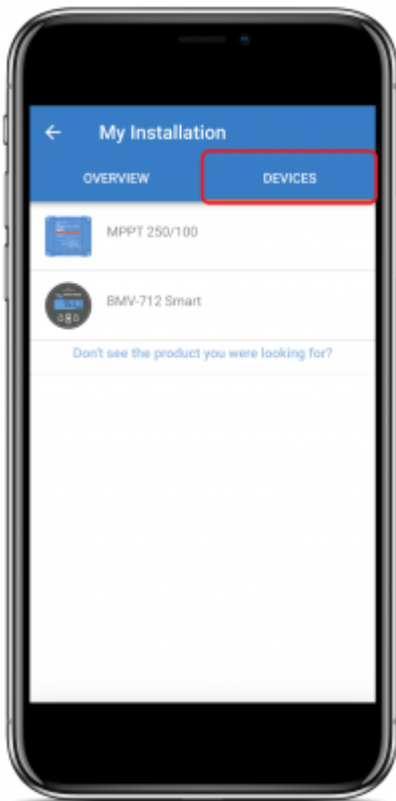 My Installation
OVERVIEW DEVICES
MPPT 250/100
BMV-712 Smart
Don't see the product you were looking for?